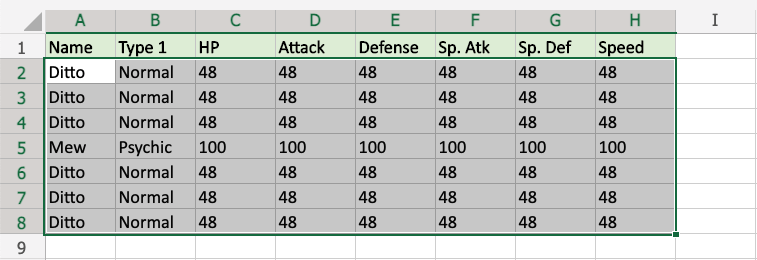 A B C D E F G H I
1 Name Type 1 HP Attack Defense Sp. Atk Sp. Def Speed
2 Ditto Normal 48 48 48 48 48 48
3 Ditto Normal 48 48 48 48 48 48
4 Ditto Normal 48 48 48 48 48 48
5 Mew Psychic 100 100 100 100 100 100
6 Ditto Normal 48 48 48 48 48 48
7 Ditto Normal 48 48 48 48 48 48
8 Ditto Normal 48 48 48 48 48 48
9